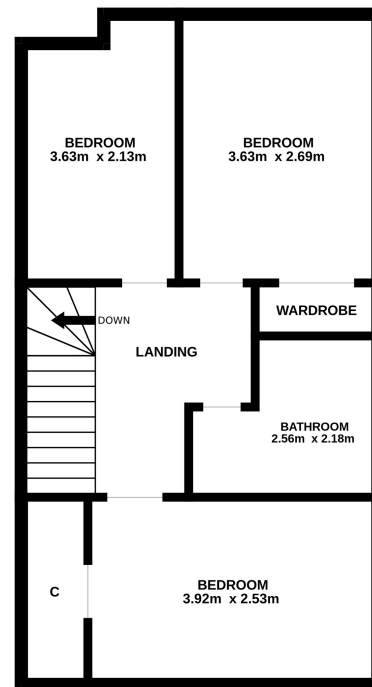 BEDROOM
3.63m x 2.13m
BEDROOM
3.63m x 2.69m
WARDROBE
DOWN
LANDING
BATHROOM
2.56m x 2.18m
C
BEDROOM
3.92m x 2.53m